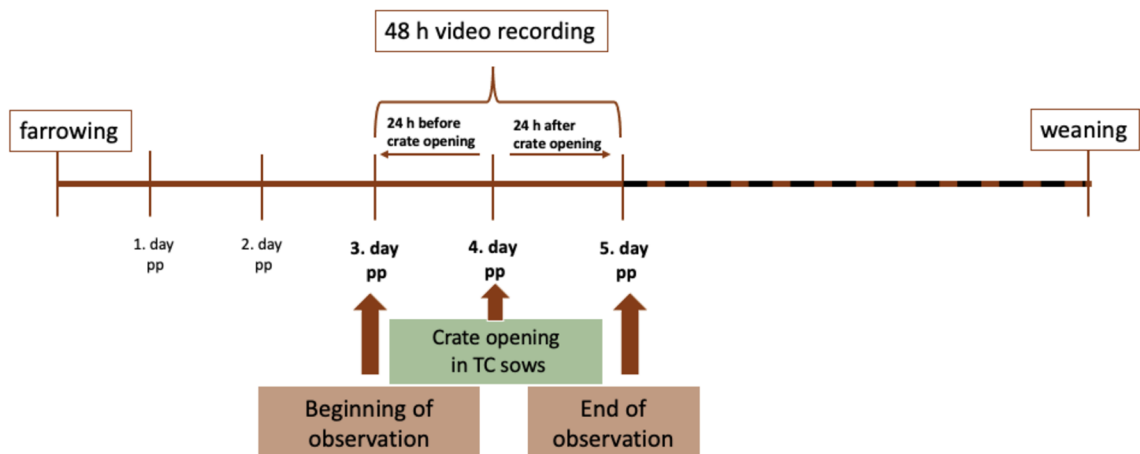 48 h video recording
farrowing
24 h before
crate opening
24 h after
crate opening
weaning
1. day
pp
2. day
pp
3. day
pp
4. day
pp
5. day
pp
Crate opening
in TC sows
Beginning of
observation
End of
observation